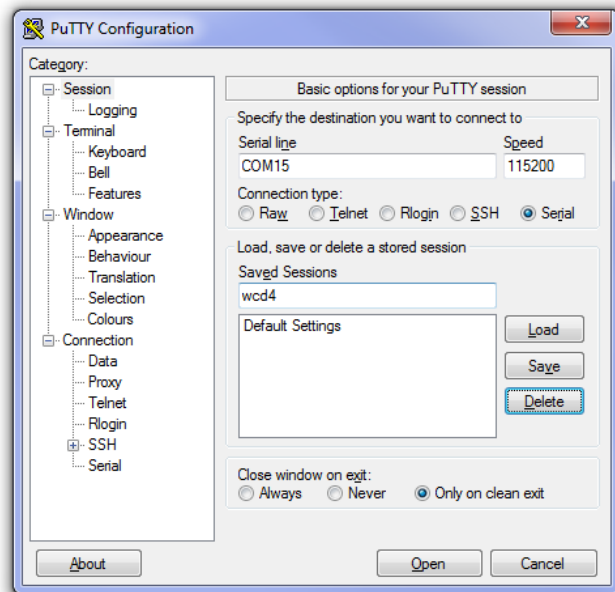 PuTTY Configuration
Category:
Session
Logging
Terminal
Keyboard
Bell
Features
Window
Appearance
Behaviour
Translation
Selection
Colours
Connection
Data
Proxy
Telnet
Rlogin
SSH
Serial
Basic options for your PuTTY session
Specify the destination you want to connect to
Serial line Speed
COM15 115200
Connection type:
Raw Telnet Rlogin SSH Serial
Load, save or delete a stored session
Saved Sessions
wcd4
Default Settings
Load
Save
Delete
Close window on exit:
Always Never Only on clean exit
About Open Cancel